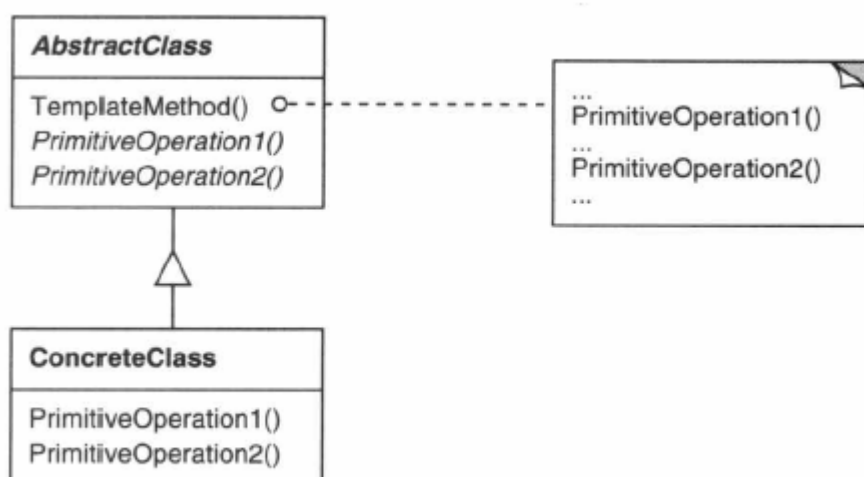 AbstractClass
TemplateMethod()
PrimitiveOperation1()
PrimitiveOperation2()
...
PrimitiveOperation1()
...
PrimitiveOperation2()
...
ConcreteClass
PrimitiveOperation1()
PrimitiveOperation2()